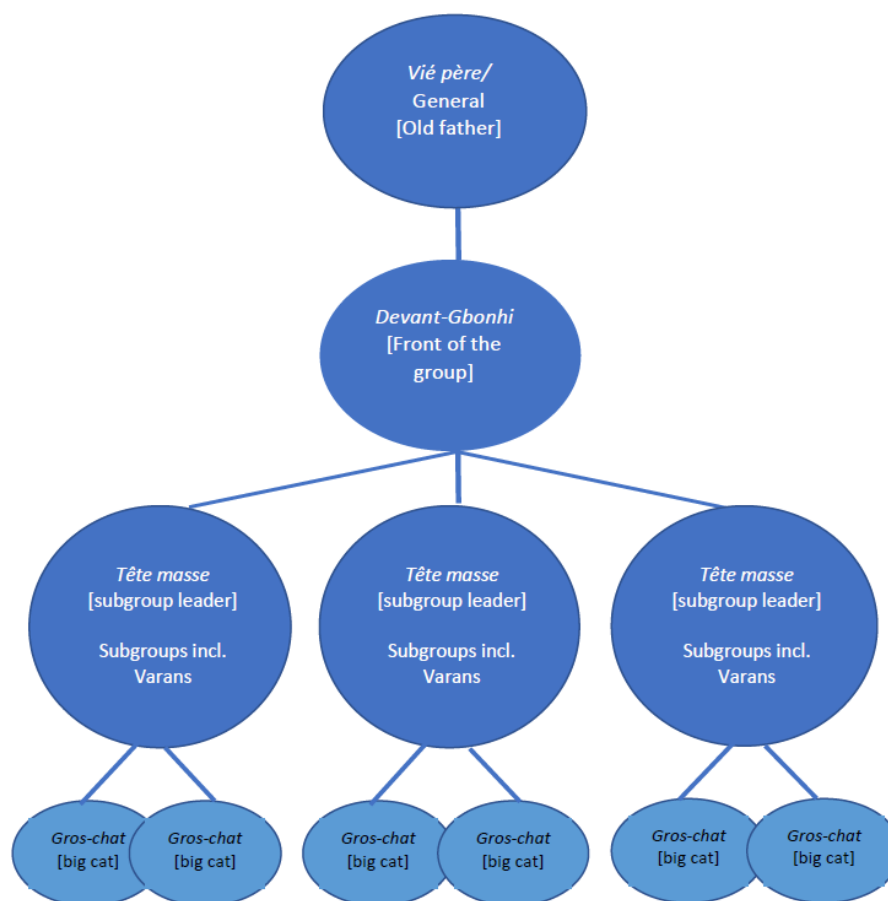 Vié père/
General
[Old father]
Devant-Gbonhi
[Front of the
group]
Tête masse
[subgroup leader]
Subgroups incl.
Varans
Tête masse
[subgroup leader]
Subgroups incl.
Varans
Tête masse
[subgroup leader]
Subgroups incl.
Varans
Gros-chat
[big cat]
Gros-chat
[big cat]
Gros-chat
[big cat]
Gros-chat
[big cat]
Gros-chat
[big cat]
Gros-chat
[big cat]